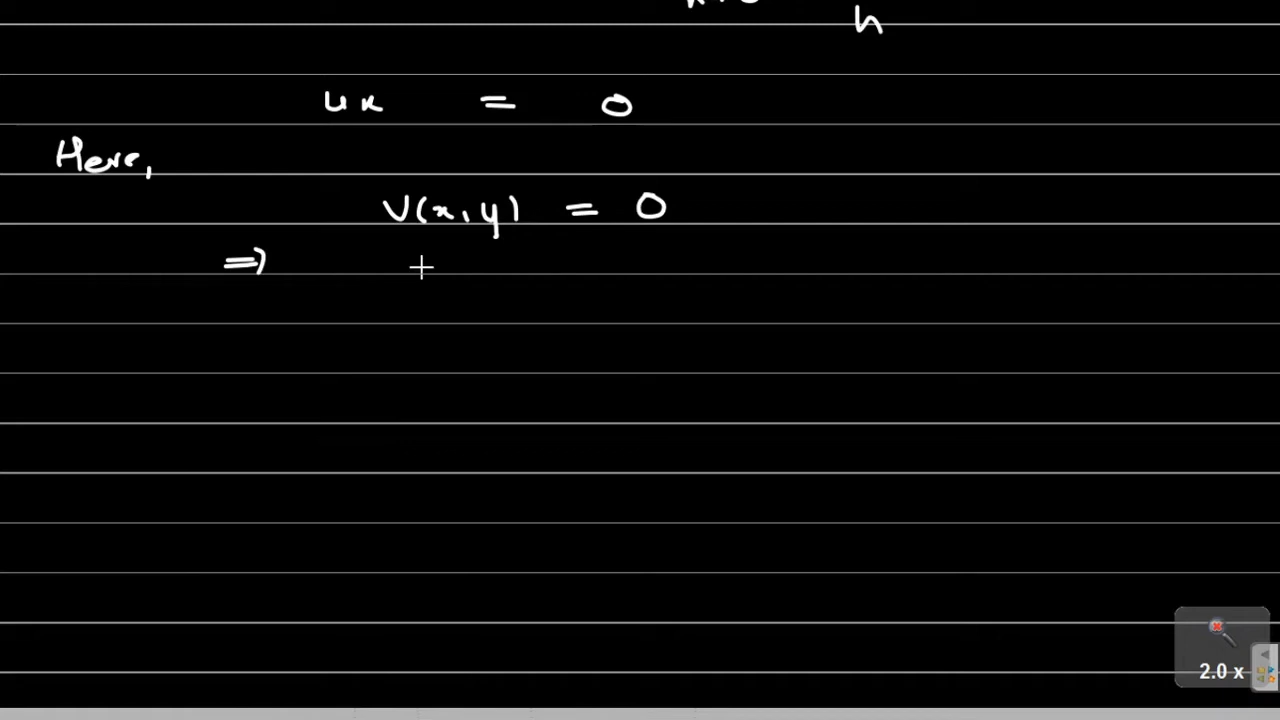 h
ux = 0
Here,
V(x,y) = 0
⇒
2.0 x